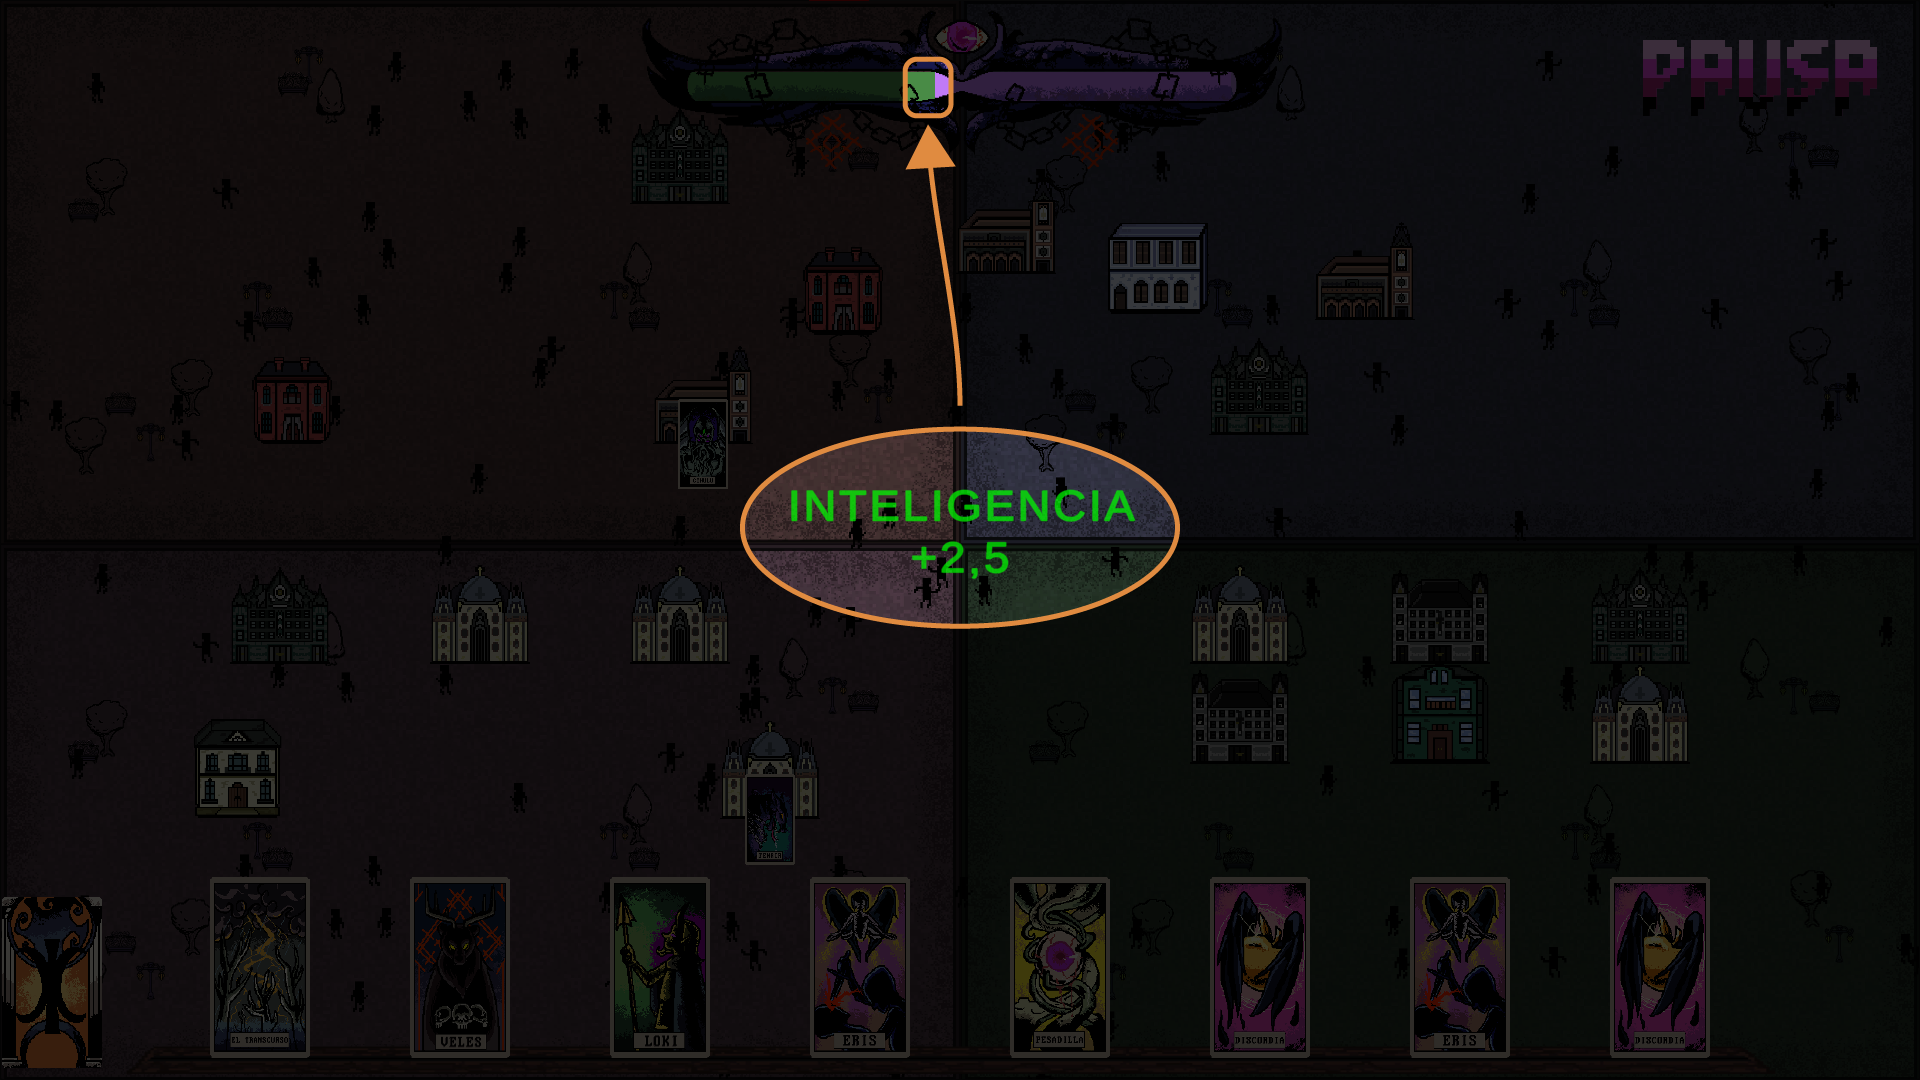 PAUSA
INTELIGENCIA
+2,5
EL TRANSCURSO
VELES
LOKI
ERIS
PESADILLA
DISCORDIA
ERIS
DISCORDIA